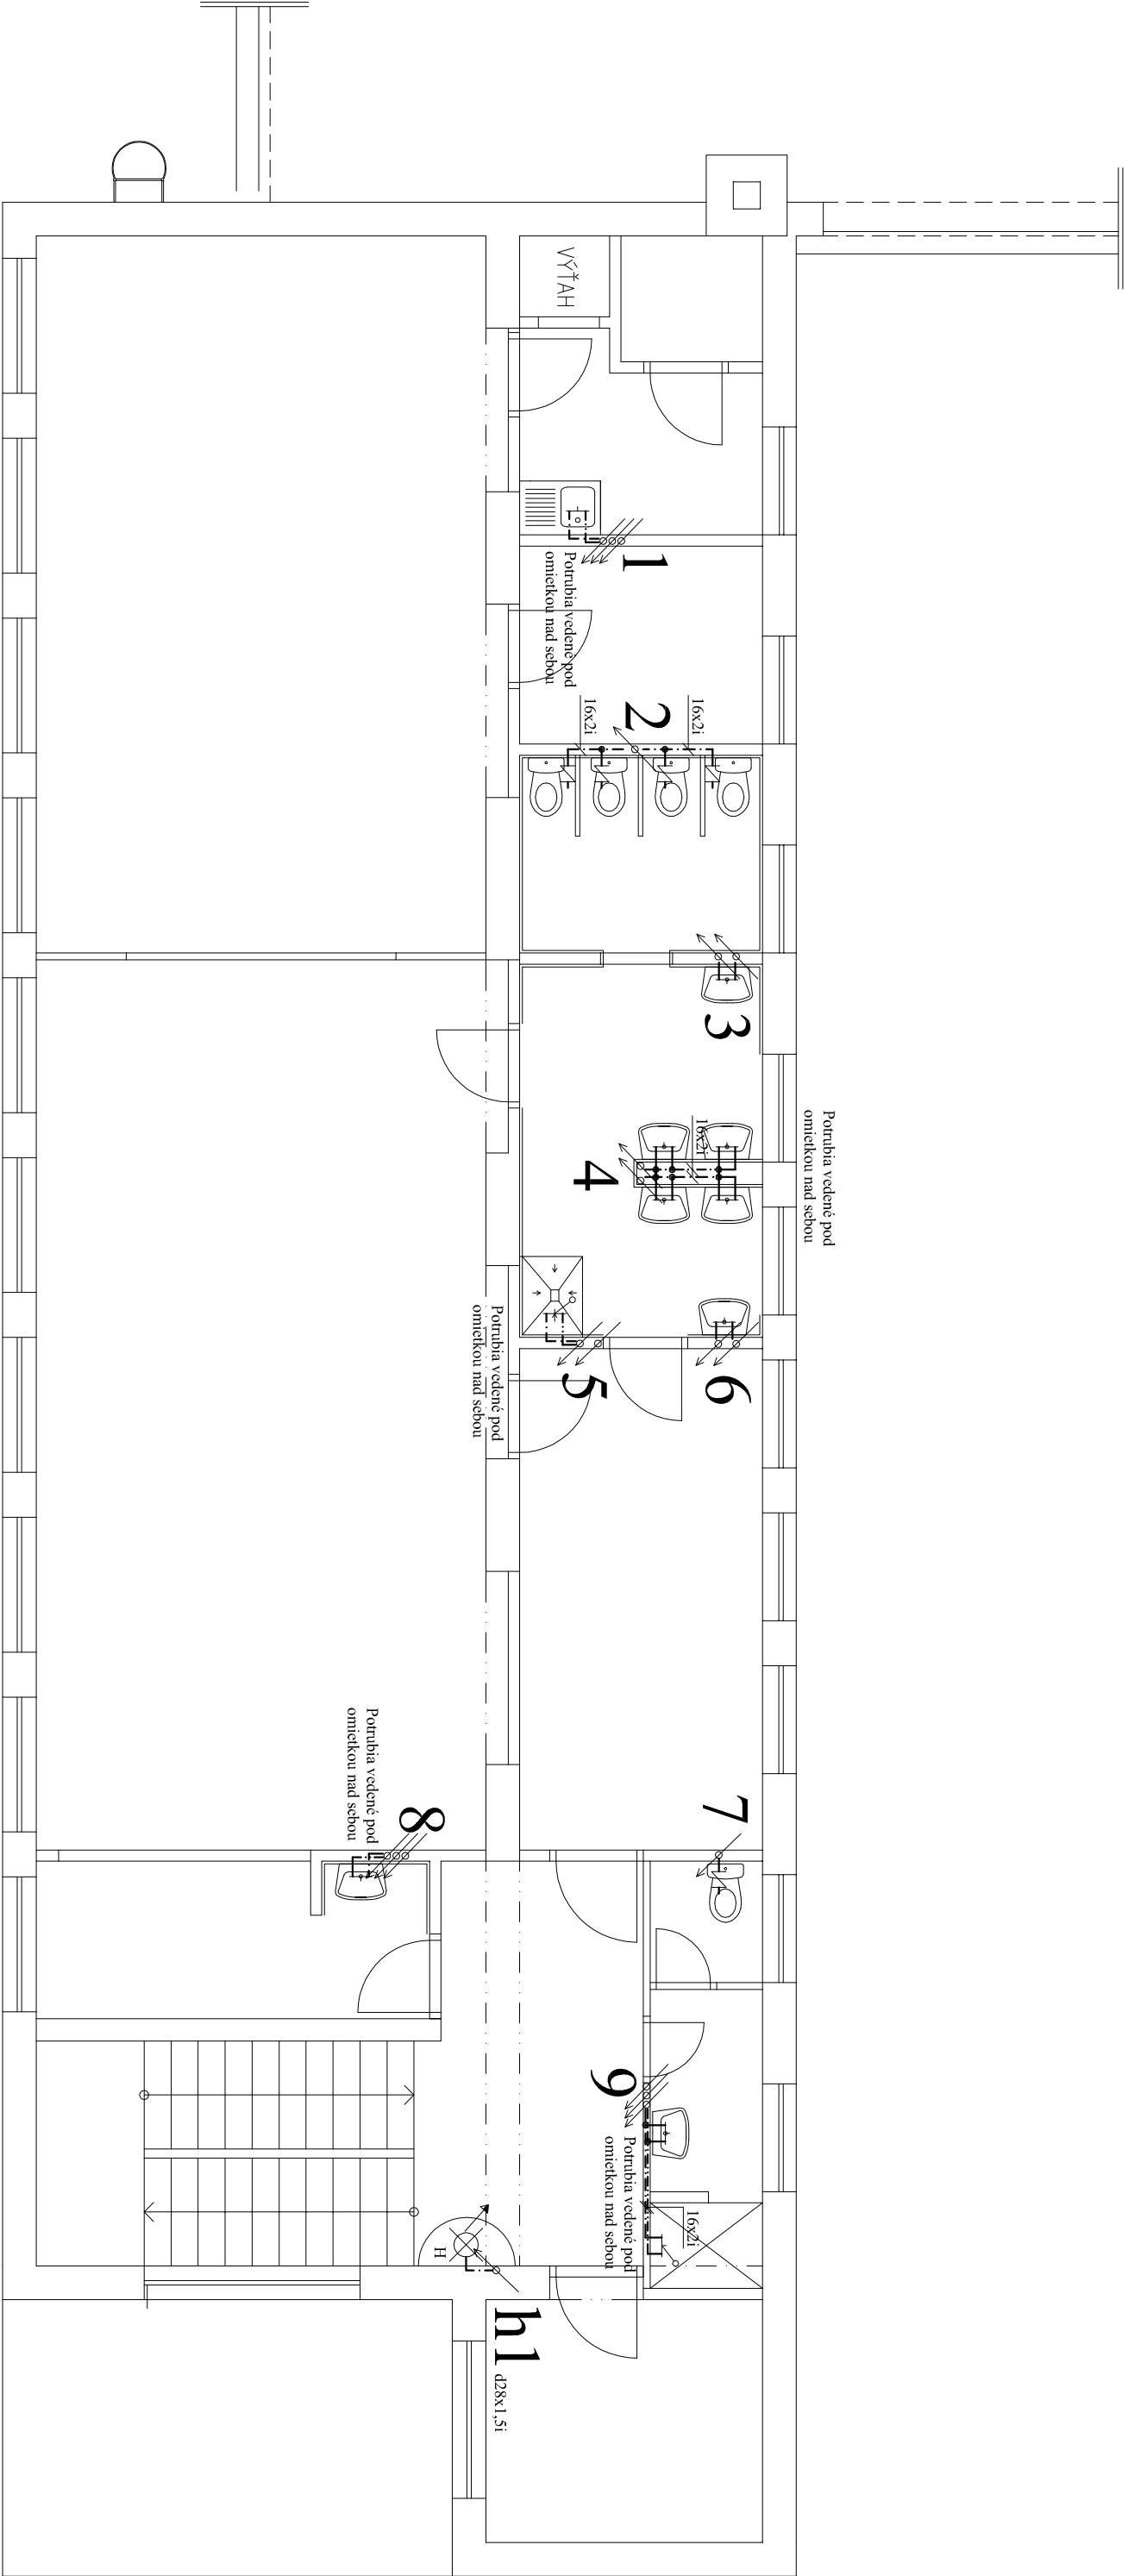 VÝŤAH
1
Potrubia vedené pod
omietkou nad sebou
2
16x2i
16x2i
3
Potrubia vedené pod
omietkou nad sebou
16x2i
4
5
6
Potrubia vedené pod
omietkou nad sebou
7
8
Potrubia vedené pod
omietkou nad sebou
9
Potrubia vedené pod
omietkou nad sebou
16x2i
H
h1
d28x1,5i